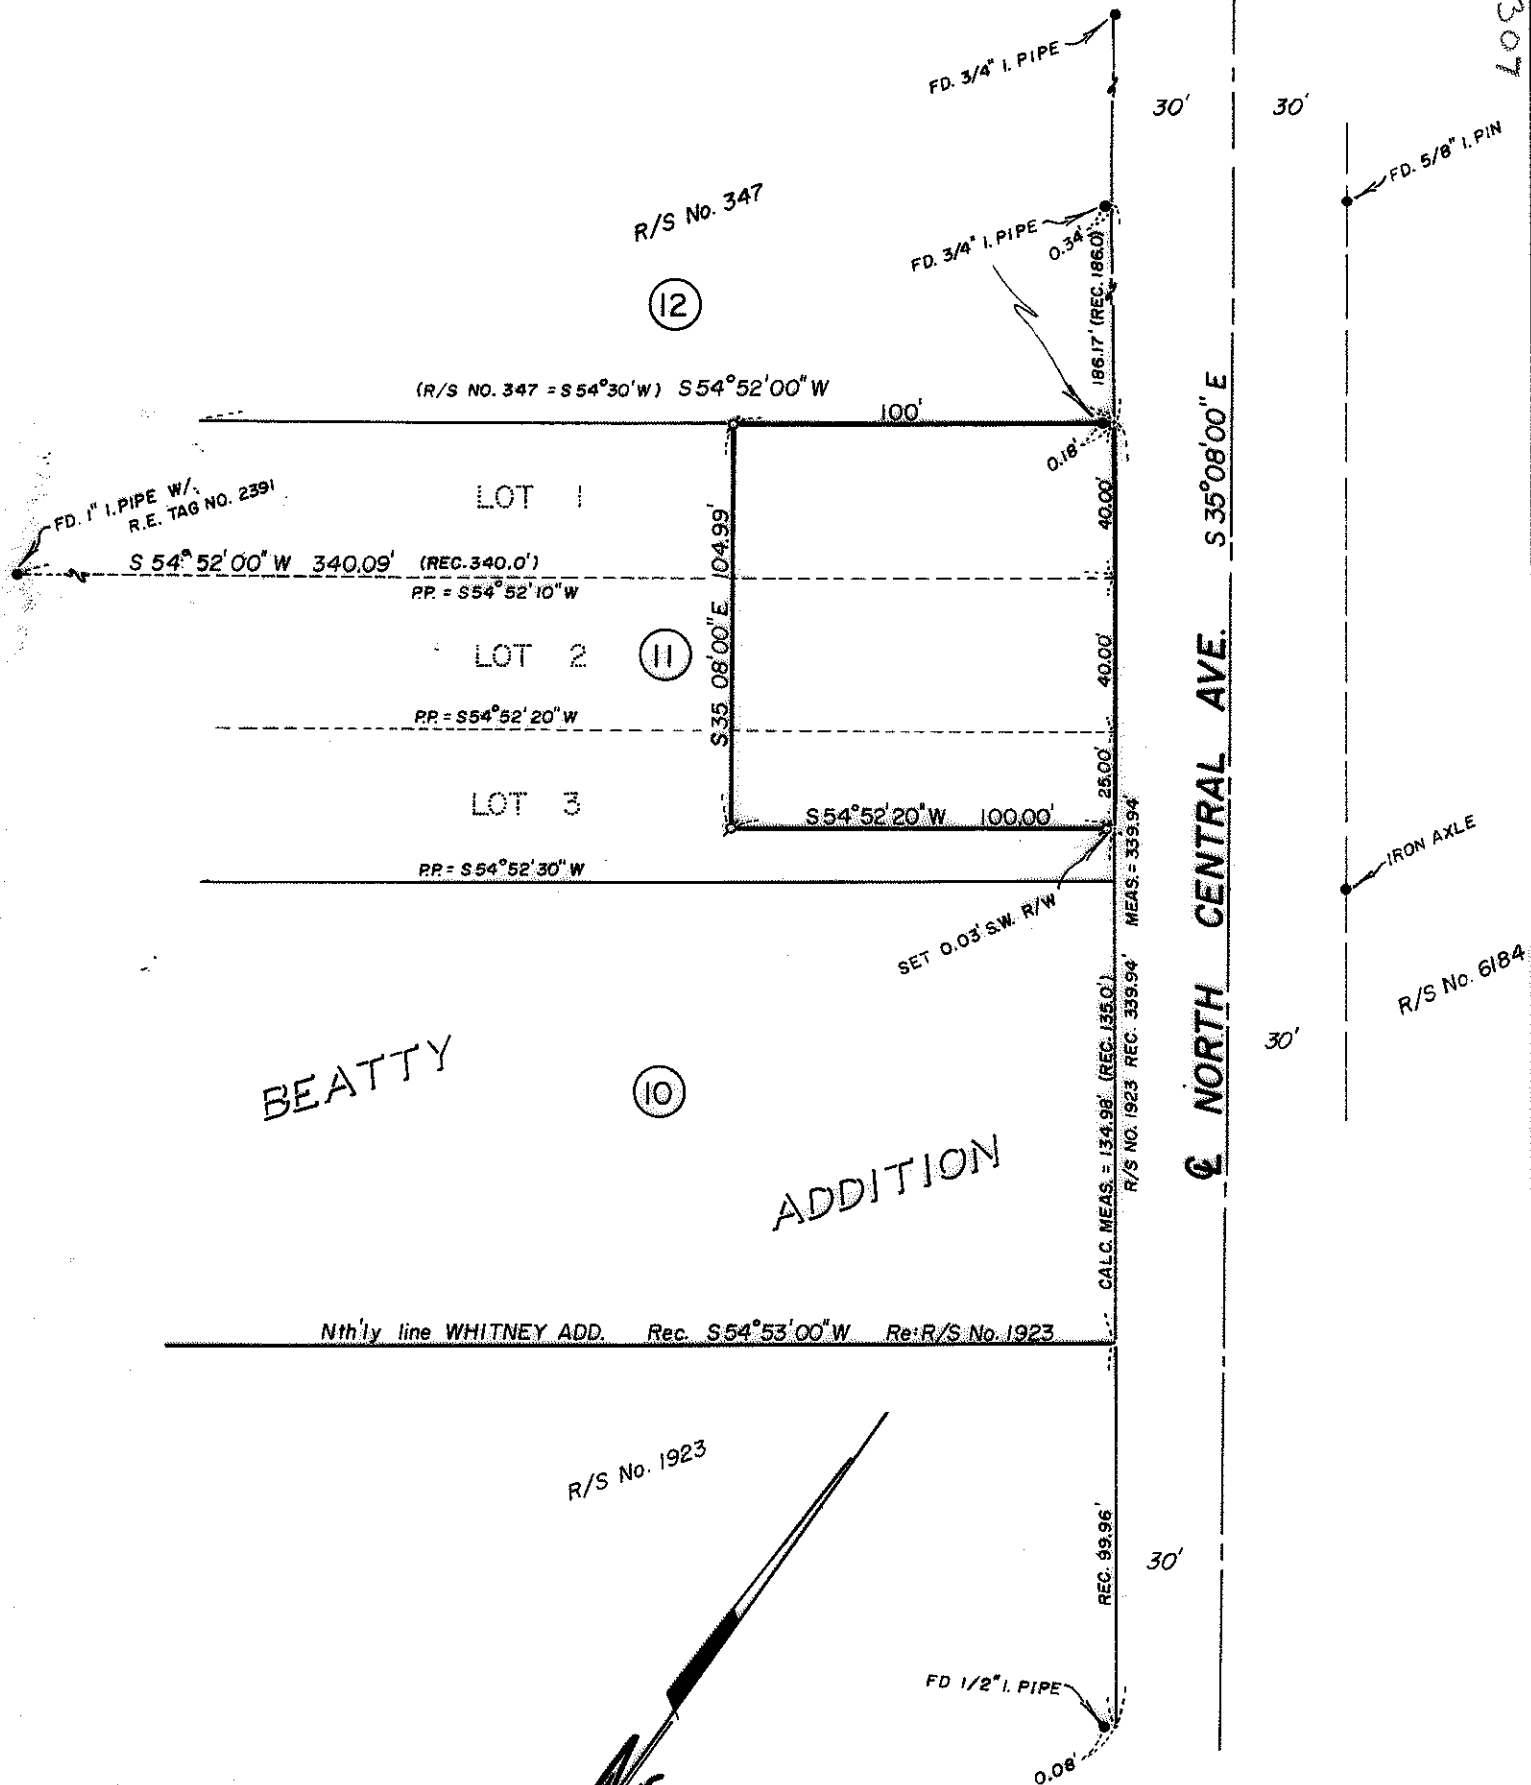 307
FD. 3/4" I. PIPE
30'
30'
FD. 5/8" I. PIN
R/S No. 347
FD. 3/4" I. PIPE
0.34'
186.17' (REC. 186.0)
12
(R/S NO. 347 = S 54°30'W) S 54°52'00" W
100'
0.18'
S 35°08'00" E
LOT 1
40.00'
FD. 1" I. PIPE W/
R.E. TAG NO. 2391
S 54° 52' 00" W 340.09' (REC. 340.0')
P.P. = S 54° 52' 10" W
S 35 08'00" E 104.99'
LOT 2
11
40.00'
P.P. = S 54° 52' 20" W
LOT 3
25.00'
S 54° 52' 20" W 100.00'
P.P. = S 54° 52' 30" W
MEAS. = 339.94'
IRON AXLE
SET 0.03' S.W. R/W
R/S No. 6184
℄ NORTH CENTRAL AVE.
30'
BEATTY
10
ADDITION
CALC. MEAS. = 134.98' (REC. 135.0')
R/S NO. 1923 REC. 339.94'
Nth'ly line WHITNEY ADD. Rec. S 54° 53' 00" W Re: R/S No. 1923
R/S No. 1923
REC. 99.96'
30'
FD 1/2" I. PIPE
0.08'